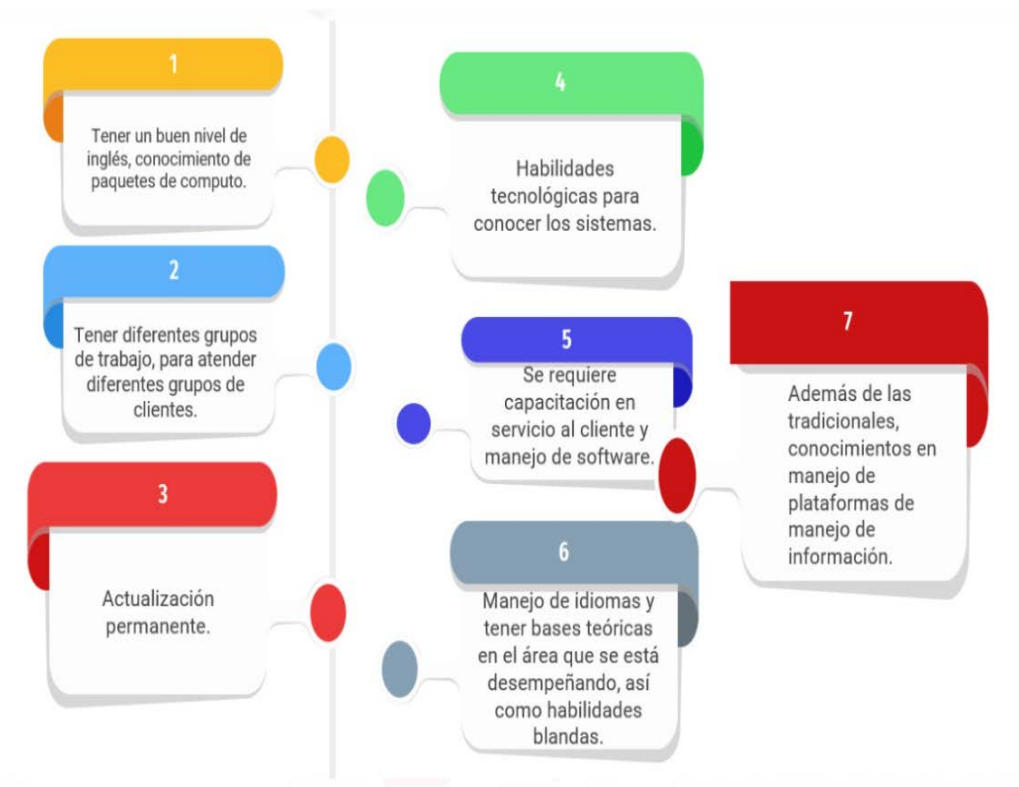 1
Tener un buen nivel de
inglés, conocimiento de
paquetes de computo.
2
Tener diferentes grupos
de trabajo, para atender
diferentes grupos de
clientes.
3
Actualización
permanente.
4
Habilidades
tecnológicas para
conocer los sistemas.
5
Se requiere
capacitación en
servicio al cliente y
manejo de software.
6
Manejo de idiomas y
tener bases teóricas
en el área que se está
desempeñando, así
como habilidades
blandas.
7
Además de las
tradicionales,
conocimientos en
manejo de
plataformas de
manejo de
información.